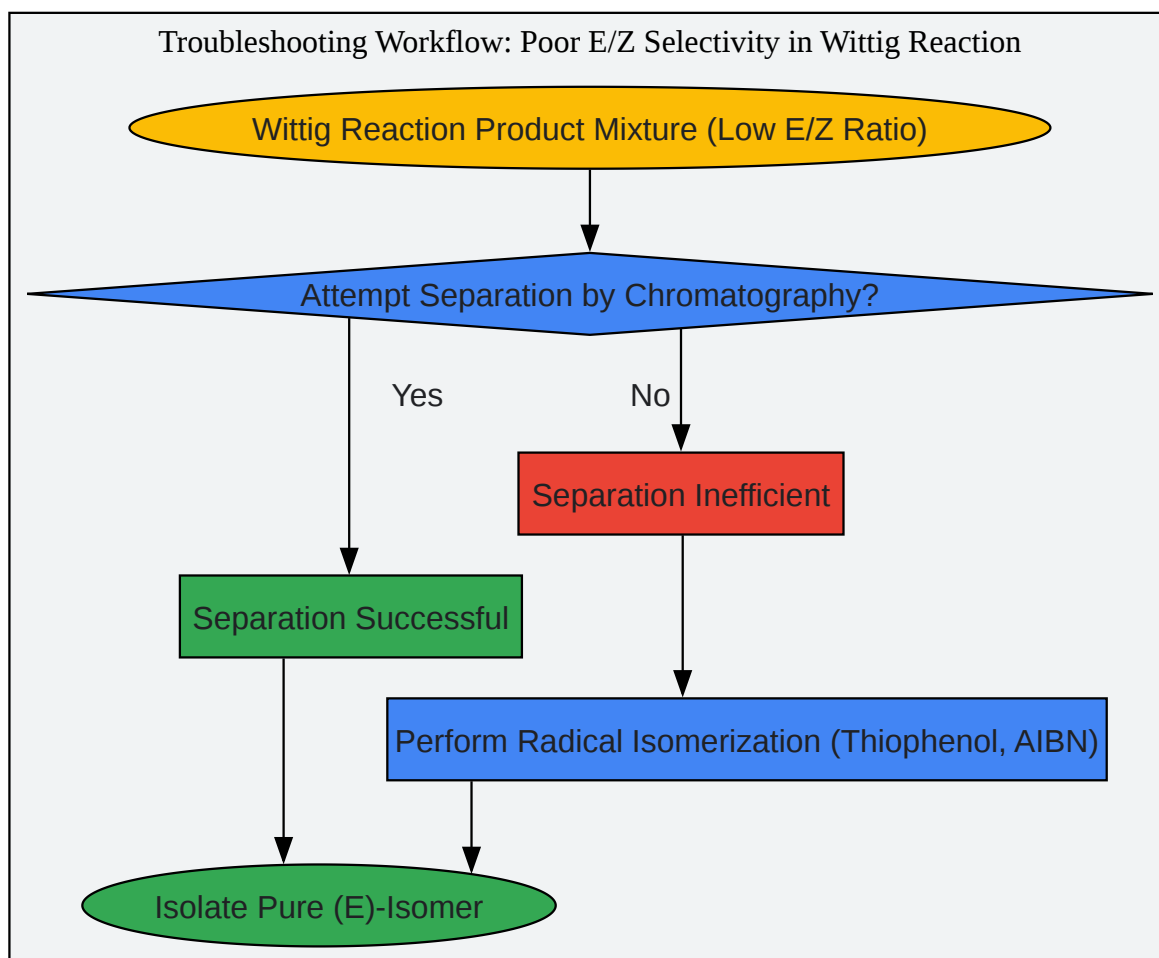 Troubleshooting Workflow: Poor E/Z Selectivity in Wittig Reaction
Wittig Reaction Product Mixture (Low E/Z Ratio)
Attempt Separation by Chromatography?
Yes
No
Separation Inefficient
Separation Successful
Perform Radical Isomerization (Thiophenol, AIBN)
Isolate Pure (E)-Isomer